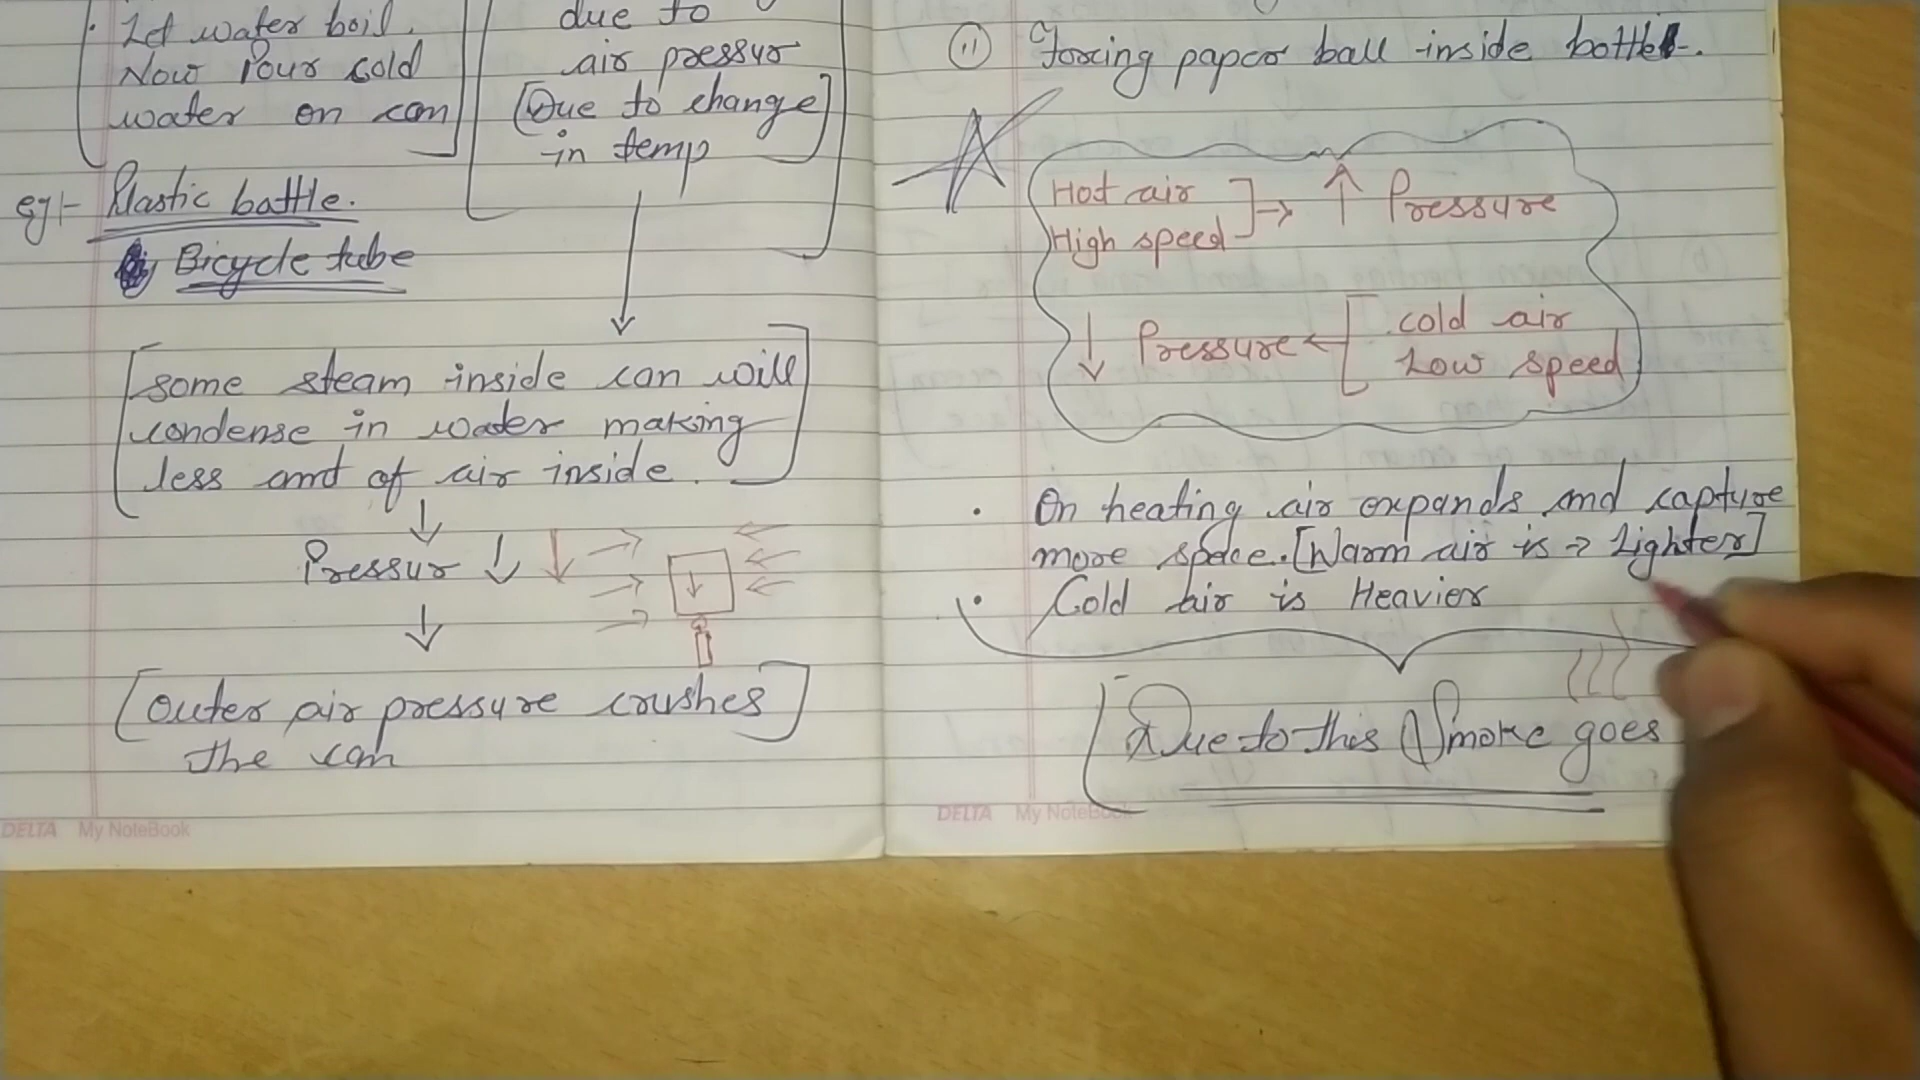 · Let water boil.
Now Pour cold
water on can
due to
air pressur
[Due to change]
in temp
eg:- Plastic bottle.
Bicycle tube
[some steam inside can will
condense in water making
less amt of air inside.]
Pressur ↓ ↓
[Outer air pressure crushes]
the can
DELTA My NoteBook
(ii) Forcing paper ball inside bottle.
Hot air
High speed ] → ↑ Pressure
↓ Pressure ← [ cold air
Low speed
· On heating air expands and capture
more space. [Warm air is → Lighter]
· Cold air is Heavier
[Due to this Smoke goes
DELTA My NoteBook